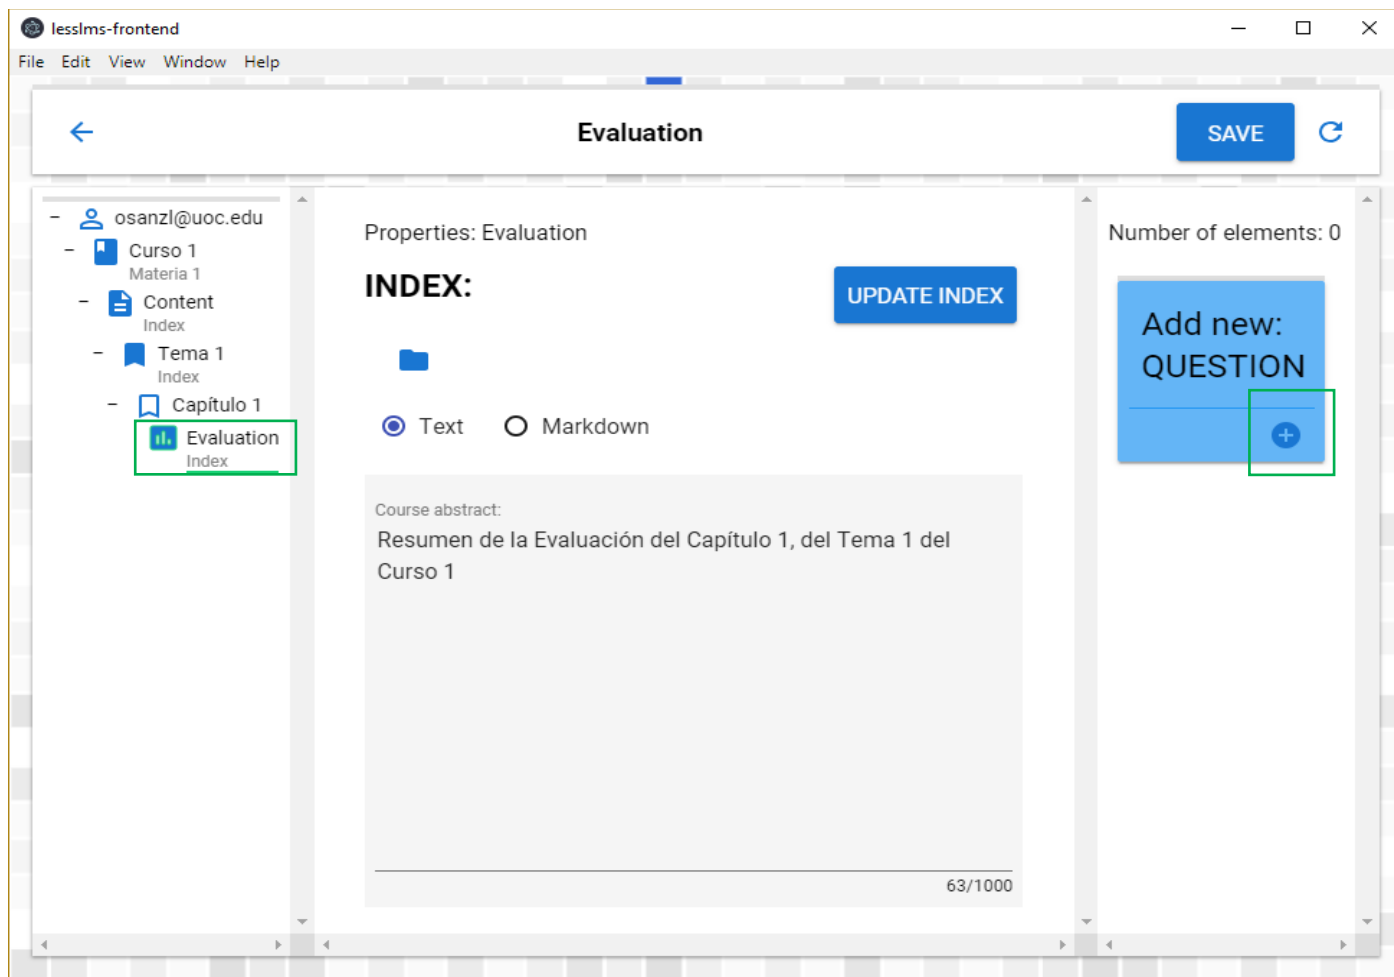 lesslms-frontend
File Edit View Window Help
Evaluation
SAVE
osanzl@uoc.edu
Curso 1
Materia 1
Content
Index
Tema 1
Index
Capítulo 1
Evaluation
Index
Properties: Evaluation
INDEX:
UPDATE INDEX
Text
Markdown
Course abstract:
Resumen de la Evaluación del Capítulo 1, del Tema 1 del
Curso 1
63/1000
Number of elements: 0
Add new:
QUESTION